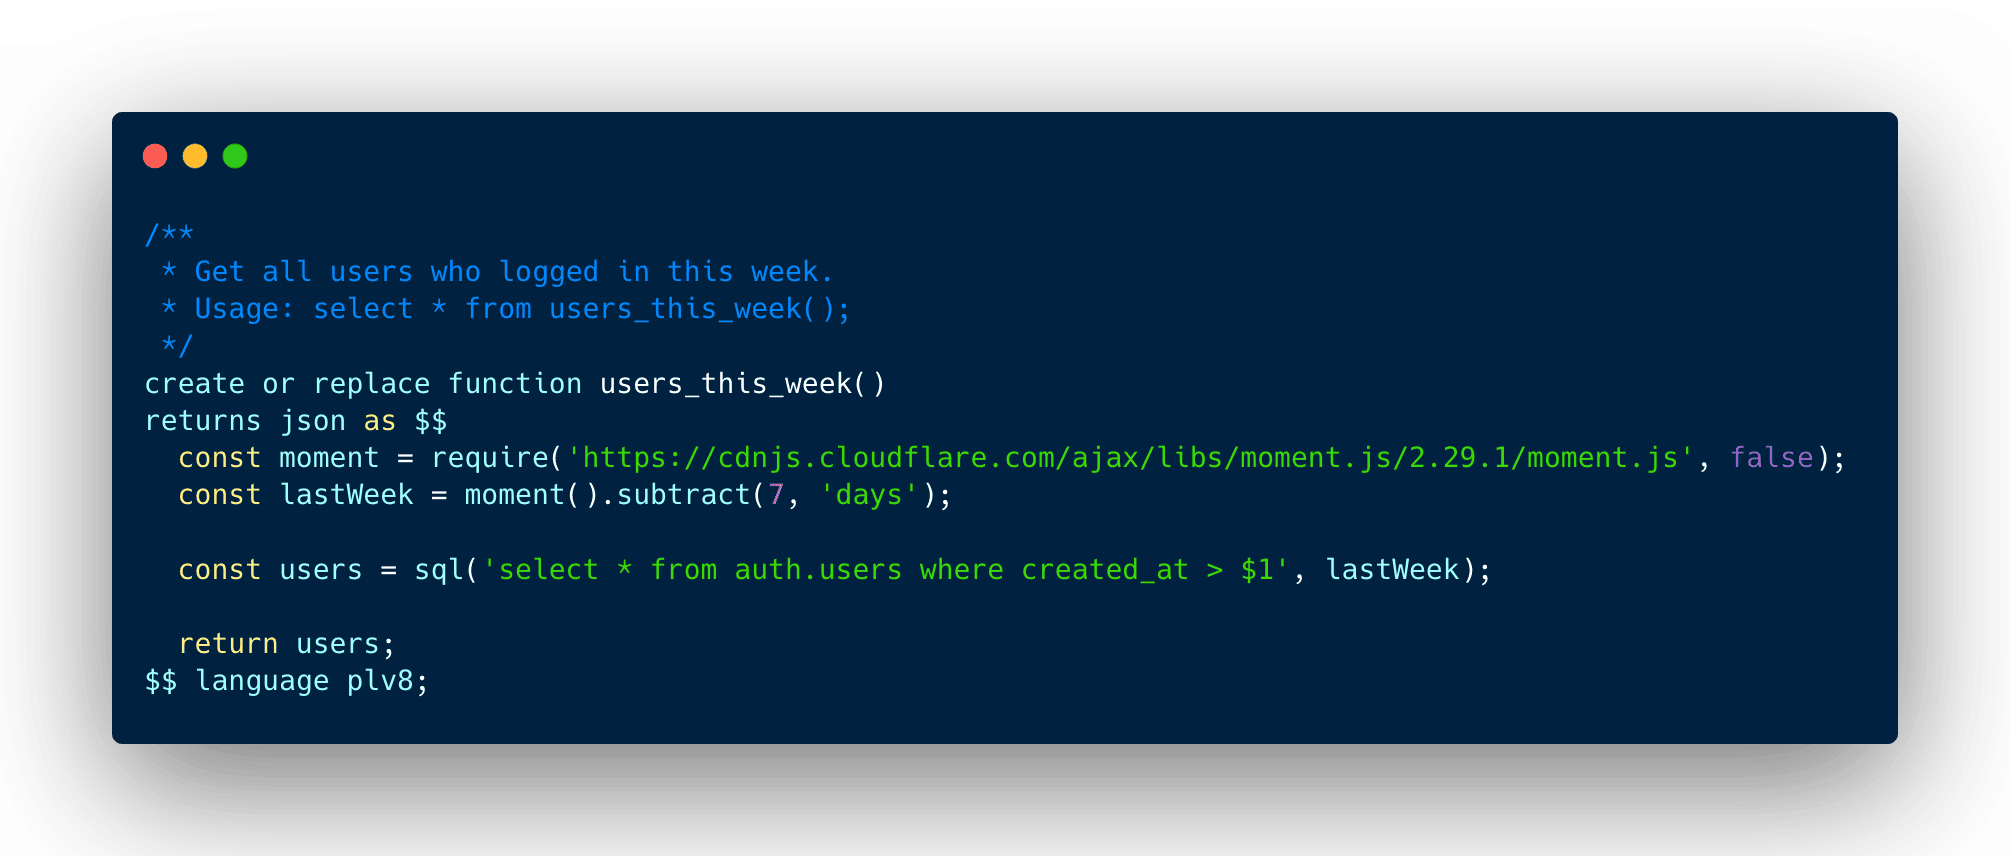 /**
 * Get all users who logged in this week.
 * Usage: select * from users_this_week();
 */
create or replace function users_this_week()
returns json as $$
  const moment = require('https://cdnjs.cloudflare.com/ajax/libs/moment.js/2.29.1/moment.js', false);
  const lastWeek = moment().subtract(7, 'days');

  const users = sql('select * from auth.users where created_at > $1', lastWeek);

  return users;
$$ language plv8;